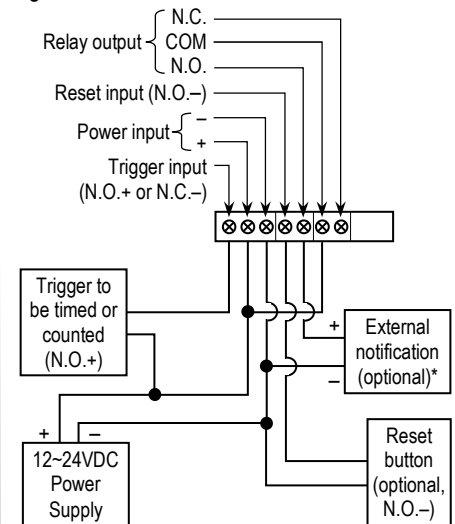 N.C.
Relay output COM
N.O.
Reset input (N.O.–)
Power input –
+
Trigger input
(N.O.+ or N.C.–)
Trigger to
be timed or
counted
(N.O.+)
+ External
notification
(optional)*
–
+ –
12~24VDC
Power
Supply
Reset
button
(optional,
N.O.–)